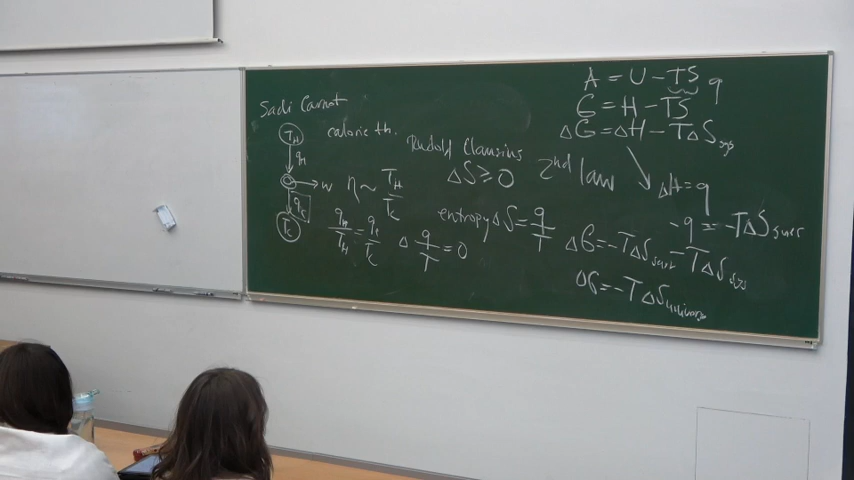 Sadi Carnot
T_H
q_H
w
q_c
T_c
caloric th.
η ~ T_H / T_C
q_H / T_H = q_c / T_C
Δ q / T = 0
Rudolf Clausius
ΔS ≥ 0
2nd law
entropy ΔS = q / T
A = U - TS
q
G = H - TS
ΔG = ΔH - TΔS_sys
ΔH = q
-q = -TΔS_surr
ΔG = -TΔS_surr - TΔS_sys
ΔG = -TΔS_universe